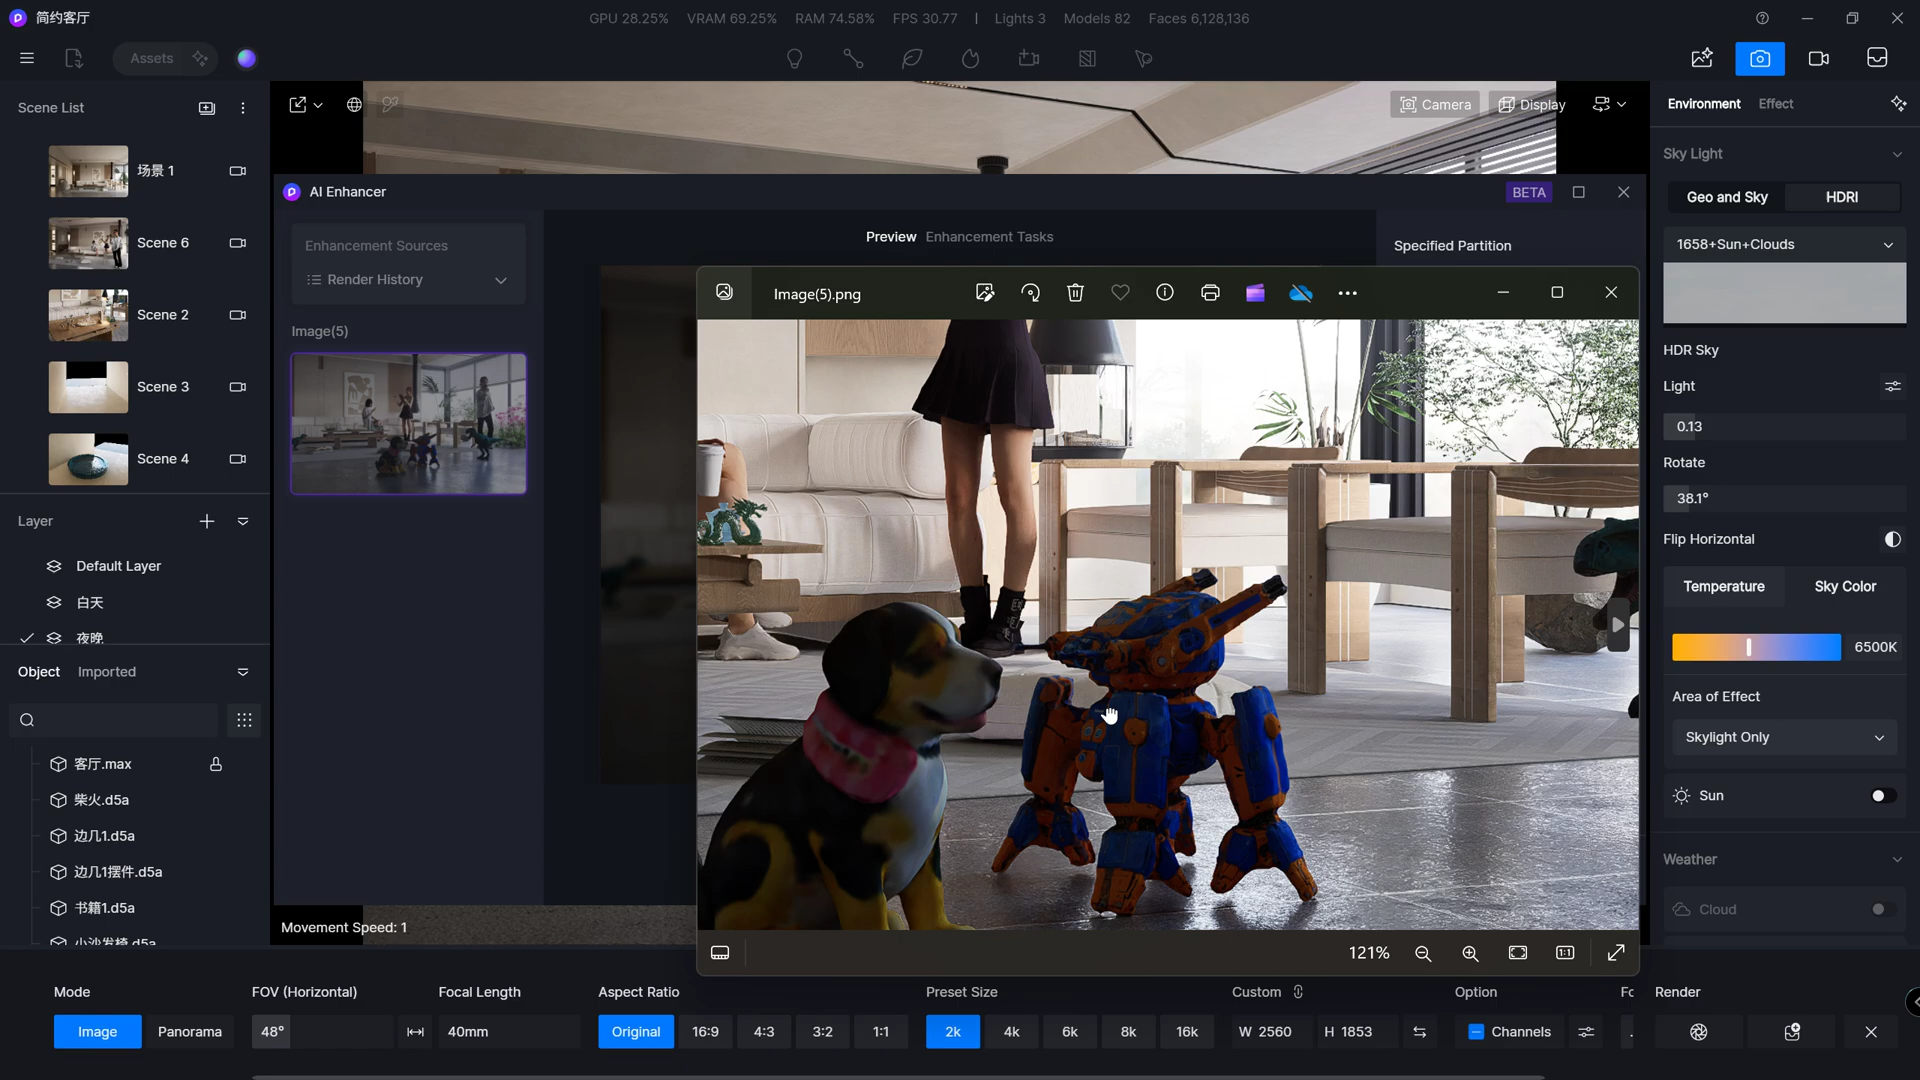 简约客厅
GPU 28.25% VRAM 69.25% RAM 74.58% FPS 30.77 | Lights 3 Models 82 Faces 6,128,136
Assets
Scene List
场景 1
Scene 6
Scene 2
Scene 3
Scene 4
Layer
Default Layer
白天
夜晚
Object Imported
客厅.max
柴火.d5a
边几1.d5a
边几1摆件.d5a
书籍1.d5a
小沙发椅.d5a
Camera Display
AI Enhancer
BETA
Enhancement Sources
Render History
Image(5)
Preview Enhancement Tasks
Specified Partition
Image(5).png
121%
Movement Speed: 1
Environment Effect
Sky Light
Geo and Sky HDRI
1658+Sun+Clouds
HDR Sky
Light
0.13
Rotate
38.1°
Flip Horizontal
Temperature Sky Color
6500K
Area of Effect
Skylight Only
Sun
Weather
Cloud
Mode
Image Panorama
FOV (Horizontal)
48°
Focal Length
40mm
Aspect Ratio
Original 16:9 4:3 3:2 1:1
Preset Size
2k 4k 6k 8k 16k
Custom
W 2560 H 1853
Option
Channels
Render